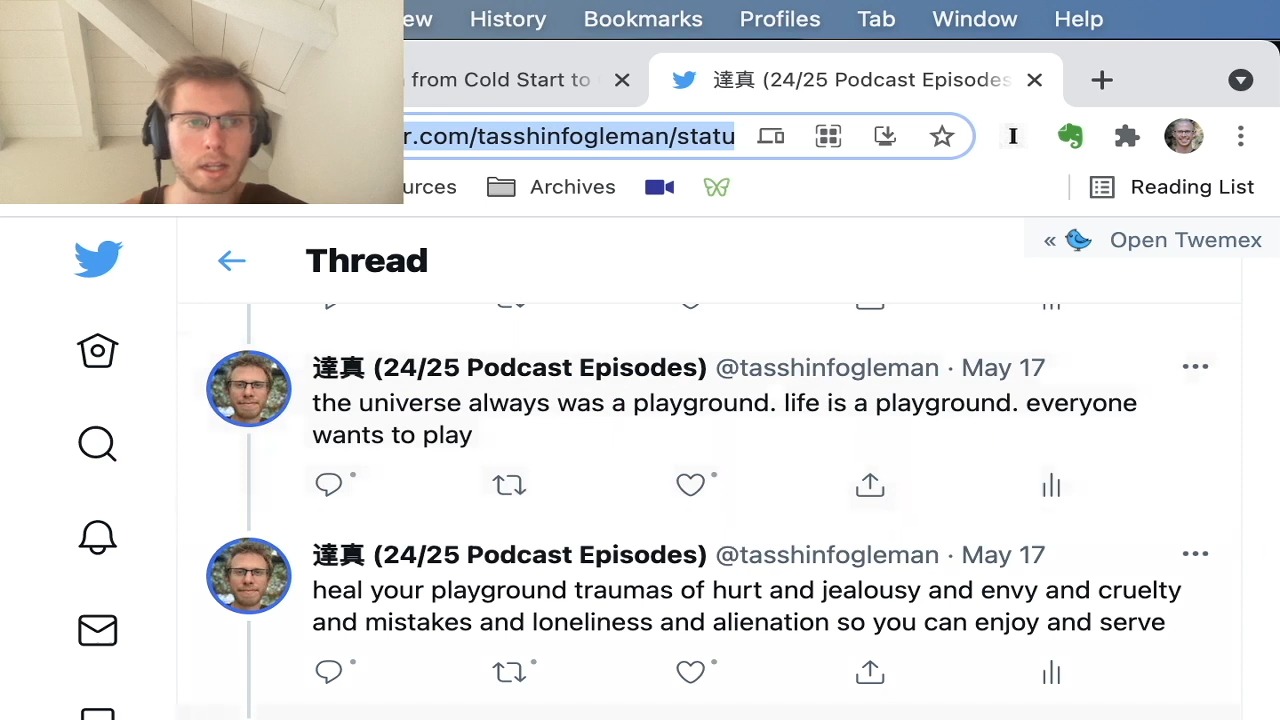 ew History Bookmarks Profiles Tab Window Help
from Cold Start to
達真 (24/25 Podcast Episodes
r.com/tasshinfogleman/statu
urces Archives Reading List
« Open Twemex
Thread
達真 (24/25 Podcast Episodes) @tasshinfogleman · May 17
the universe always was a playground. life is a playground. everyone
wants to play
達真 (24/25 Podcast Episodes) @tasshinfogleman · May 17
heal your playground traumas of hurt and jealousy and envy and cruelty
and mistakes and loneliness and alienation so you can enjoy and serve